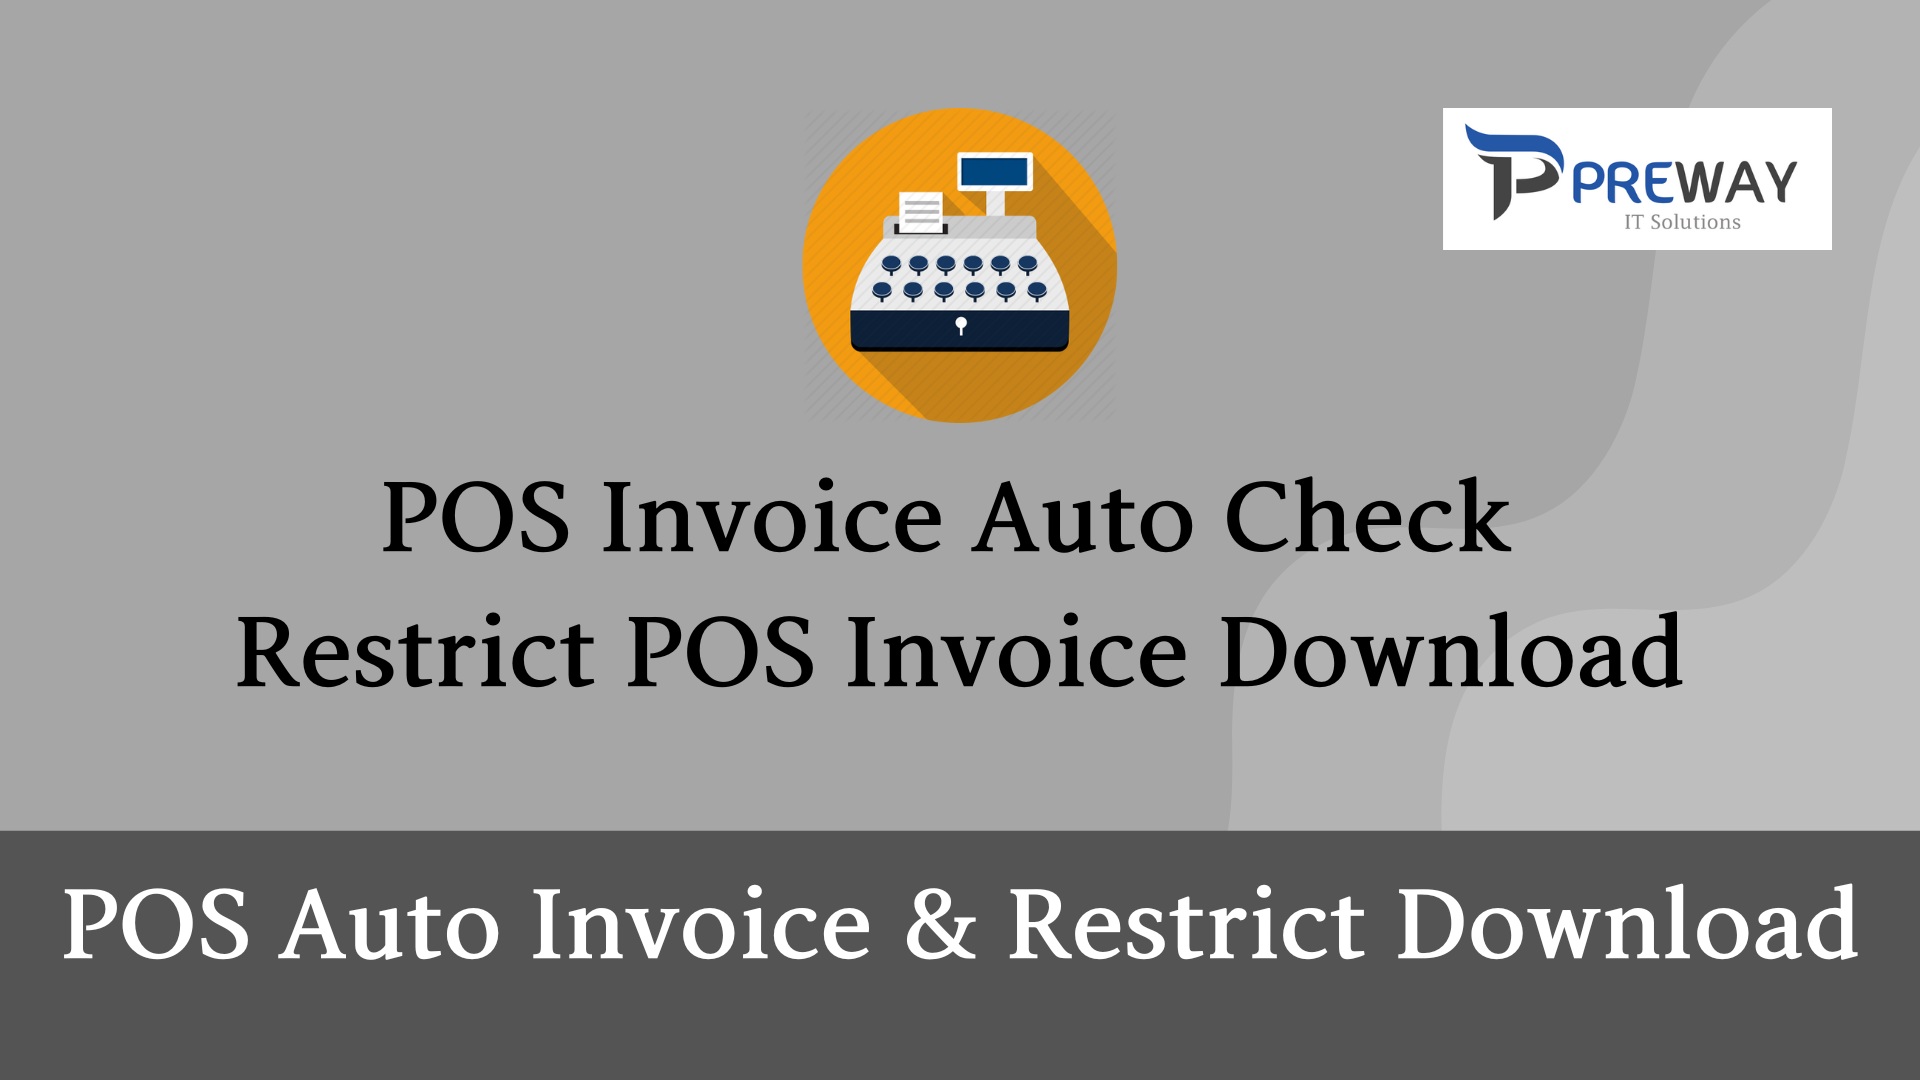 PREWAY
IT Solutions
POS Invoice Auto Check
Restrict POS Invoice Download
POS Auto Invoice & Restrict Download